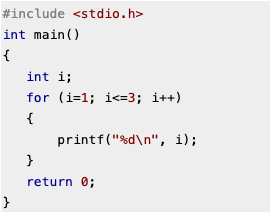 #include <stdio.h>
int main()
{
   int i;
   for (i=1; i<=3; i++)
   {
       printf("%d\n", i);
   }
   return 0;
}